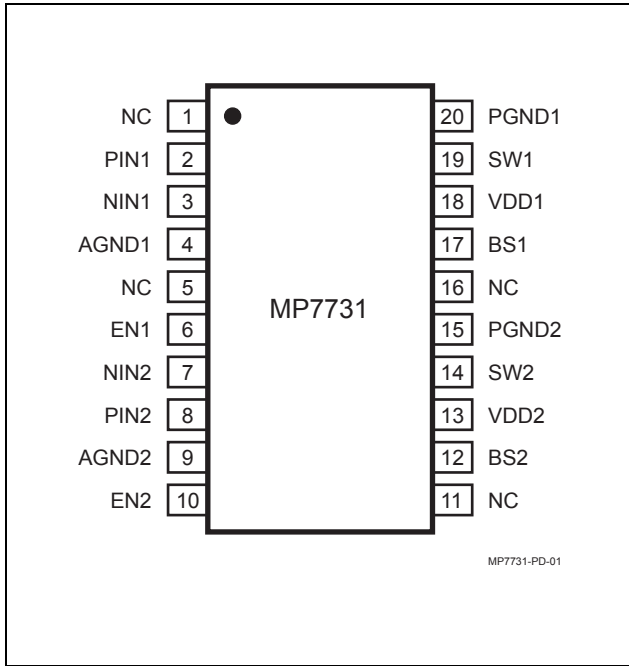 NC 1 20 PGND1
PIN1 2 19 SW1
NIN1 3 18 VDD1
AGND1 4 17 BS1
NC 5 16 NC
MP7731
EN1 6 15 PGND2
NIN2 7 14 SW2
PIN2 8 13 VDD2
AGND2 9 12 BS2
EN2 10 11 NC
MP7731-PD-01